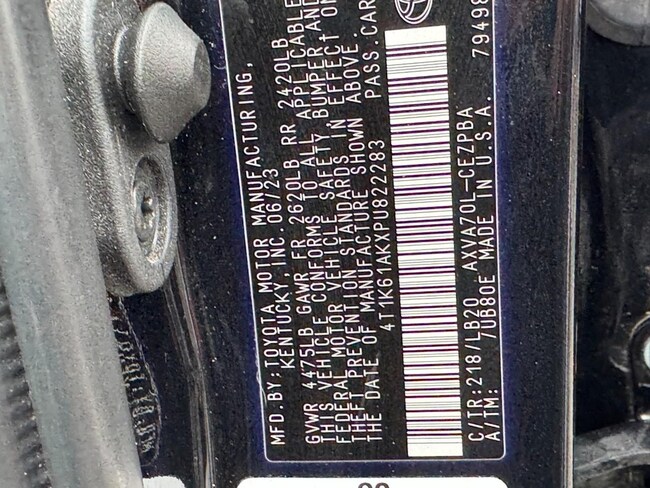 MFD. BY: TOYOTA MOTOR MANUFACTURING,
KENTUCKY, INC. 06/23
GVWR 4475LB GAWR FR 2620LB RR 2420LB
THIS VEHICLE CONFORMS TO ALL APPLICABLE
FEDERAL MOTOR VEHICLE SAFETY, BUMPER AND
THEFT PREVENTION STANDARDS IN EFFECT ON
THE DATE OF MANUFACTURE SHOWN ABOVE.
4T1K61AKXPU822283 PASS. CAR
C/TR: 218/LB20 AXVA70L-CEZPBA
A/TM: /UB80E MADE IN U.S.A. 79498